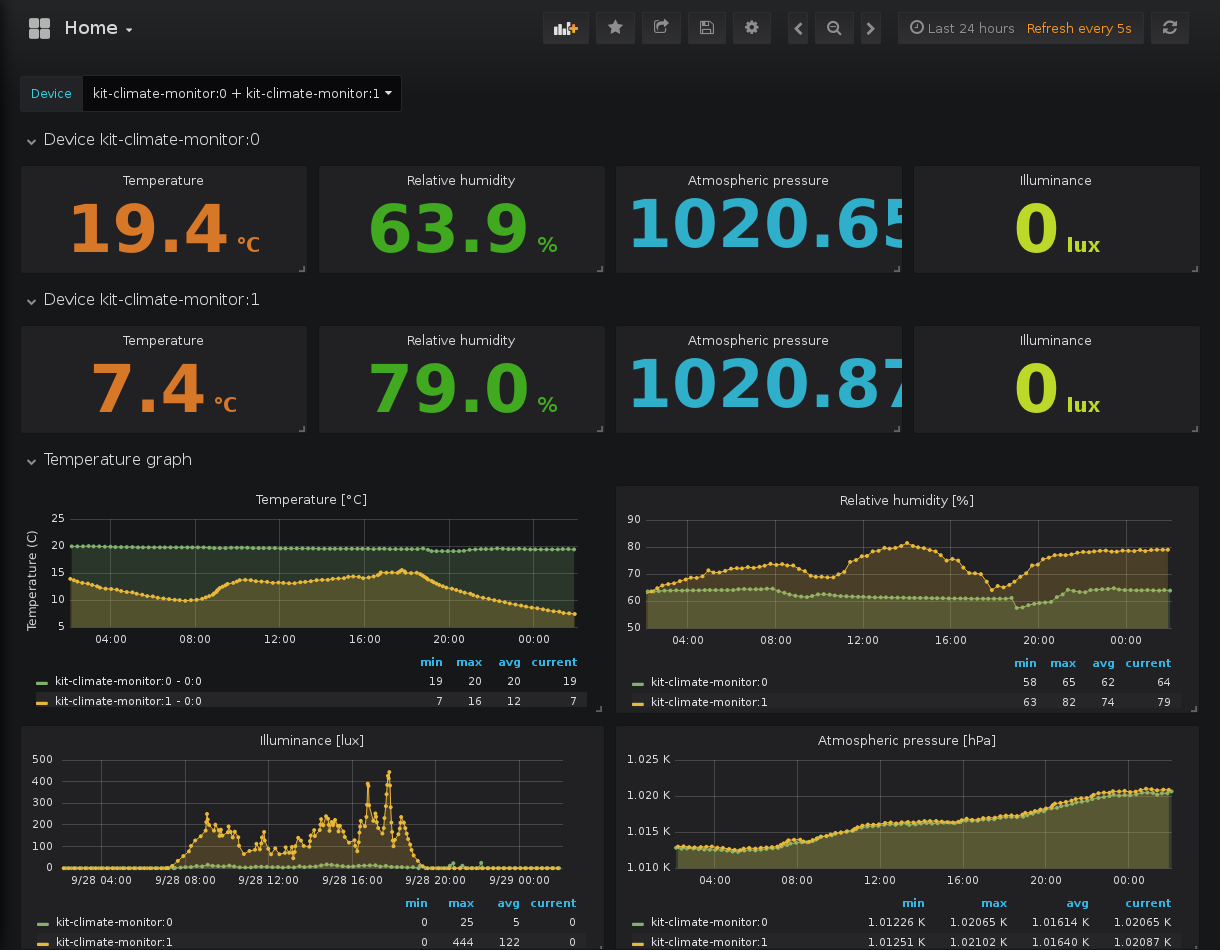 Home
Last 24 hours Refresh every 5s
Device kit-climate-monitor:0 + kit-climate-monitor:1
Device kit-climate-monitor:0
Temperature Relative humidity Atmospheric pressure Illuminance
19.4 °C 63.9 % 1020.65 0 lux
Device kit-climate-monitor:1
Temperature Relative humidity Atmospheric pressure Illuminance
7.4 °C 79.0 % 1020.87 0 lux
Temperature graph
Temperature [°C]
Temperature (C)
25
20
15
10
5
04:00 08:00 12:00 16:00 20:00 00:00
min max avg current
kit-climate-monitor:0 - 0:0 19 20 20 19
kit-climate-monitor:1 - 0:0 7 16 12 7
Relative humidity [%]
90
80
70
60
50
04:00 08:00 12:00 16:00 20:00 00:00
min max avg current
kit-climate-monitor:0 58 65 62 64
kit-climate-monitor:1 63 82 74 79
Illuminance [lux]
500
400
300
200
100
0
9/28 04:00 9/28 08:00 9/28 12:00 9/28 16:00 9/28 20:00 9/29 00:00
min max avg current
kit-climate-monitor:0 0 25 5 0
kit-climate-monitor:1 0 444 122 0
Atmospheric pressure [hPa]
1.025 K
1.020 K
1.015 K
1.010 K
04:00 08:00 12:00 16:00 20:00 00:00
min max avg current
kit-climate-monitor:0 1.01226 K 1.02065 K 1.01614 K 1.02065 K
kit-climate-monitor:1 1.01251 K 1.02102 K 1.01640 K 1.02087 K